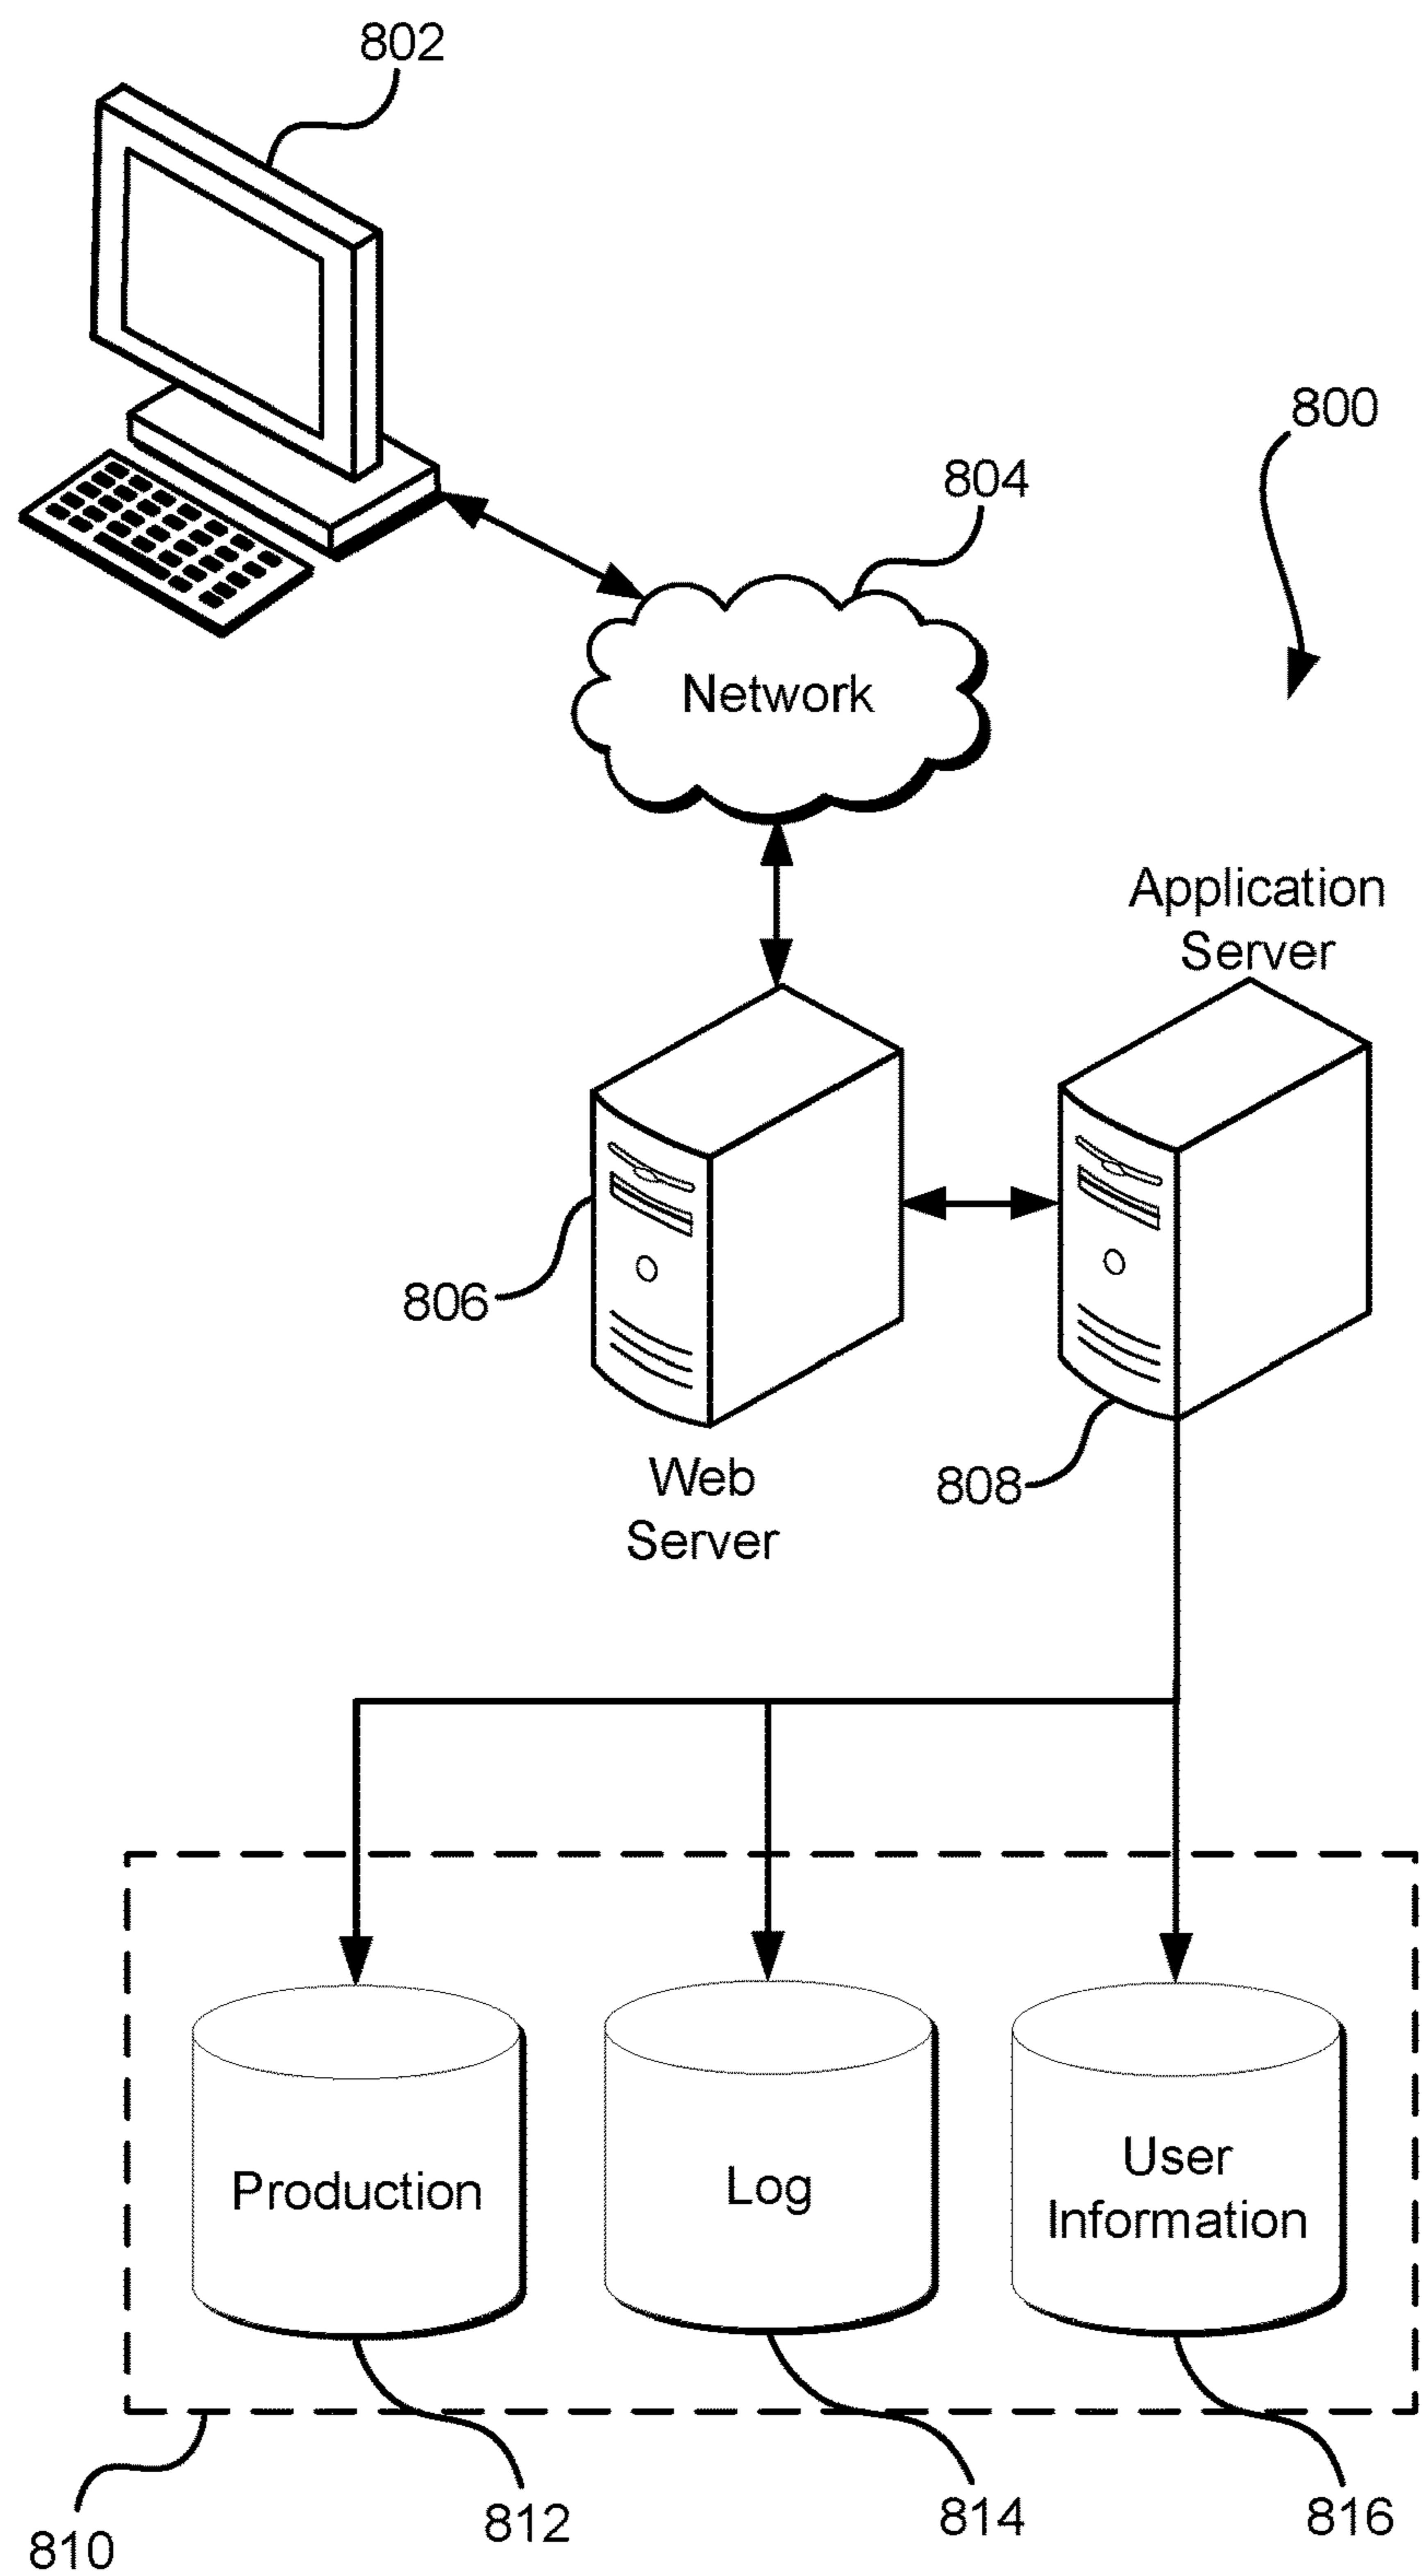 802
800
804
Network
Application
Server
806
Web
Server
808
Production
Log
User
Information
810
812
814
816